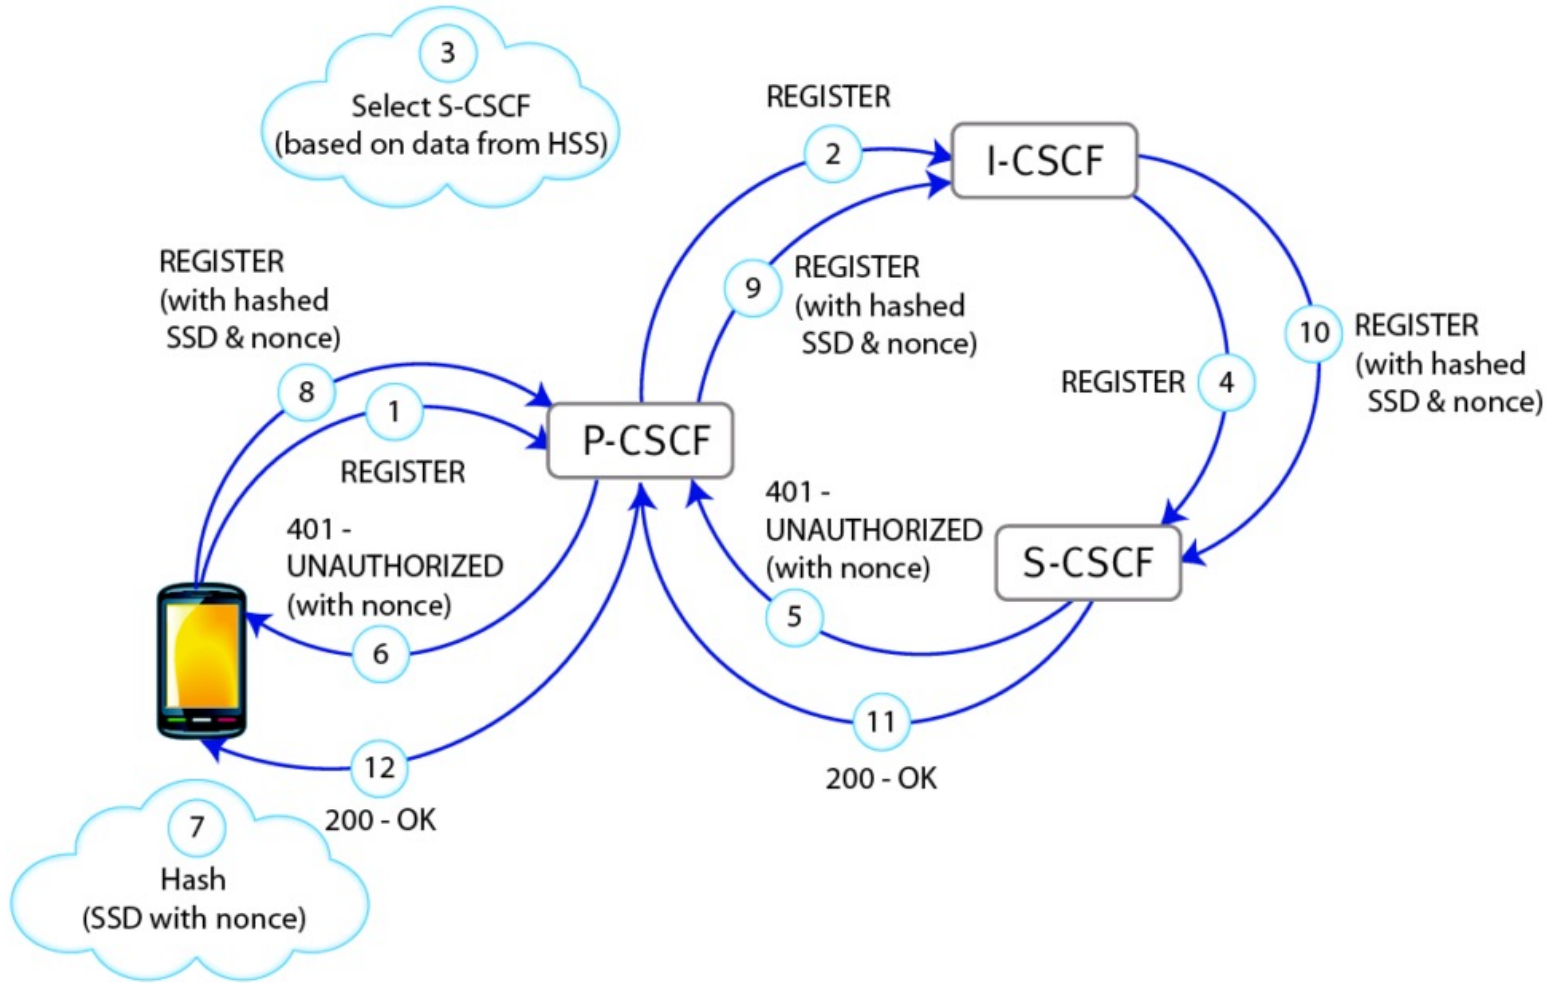 3
Select S-CSCF
(based on data from HSS)
REGISTER
2
I-CSCF
REGISTER
(with hashed
SSD & nonce)
8
1
REGISTER
9
REGISTER
(with hashed
SSD & nonce)
10
REGISTER
(with hashed
SSD & nonce)
REGISTER
4
P-CSCF
401 -
UNAUTHORIZED
(with nonce)
6
401 -
UNAUTHORIZED
(with nonce)
5
S-CSCF
11
200 - OK
12
200 - OK
7
Hash
(SSD with nonce)